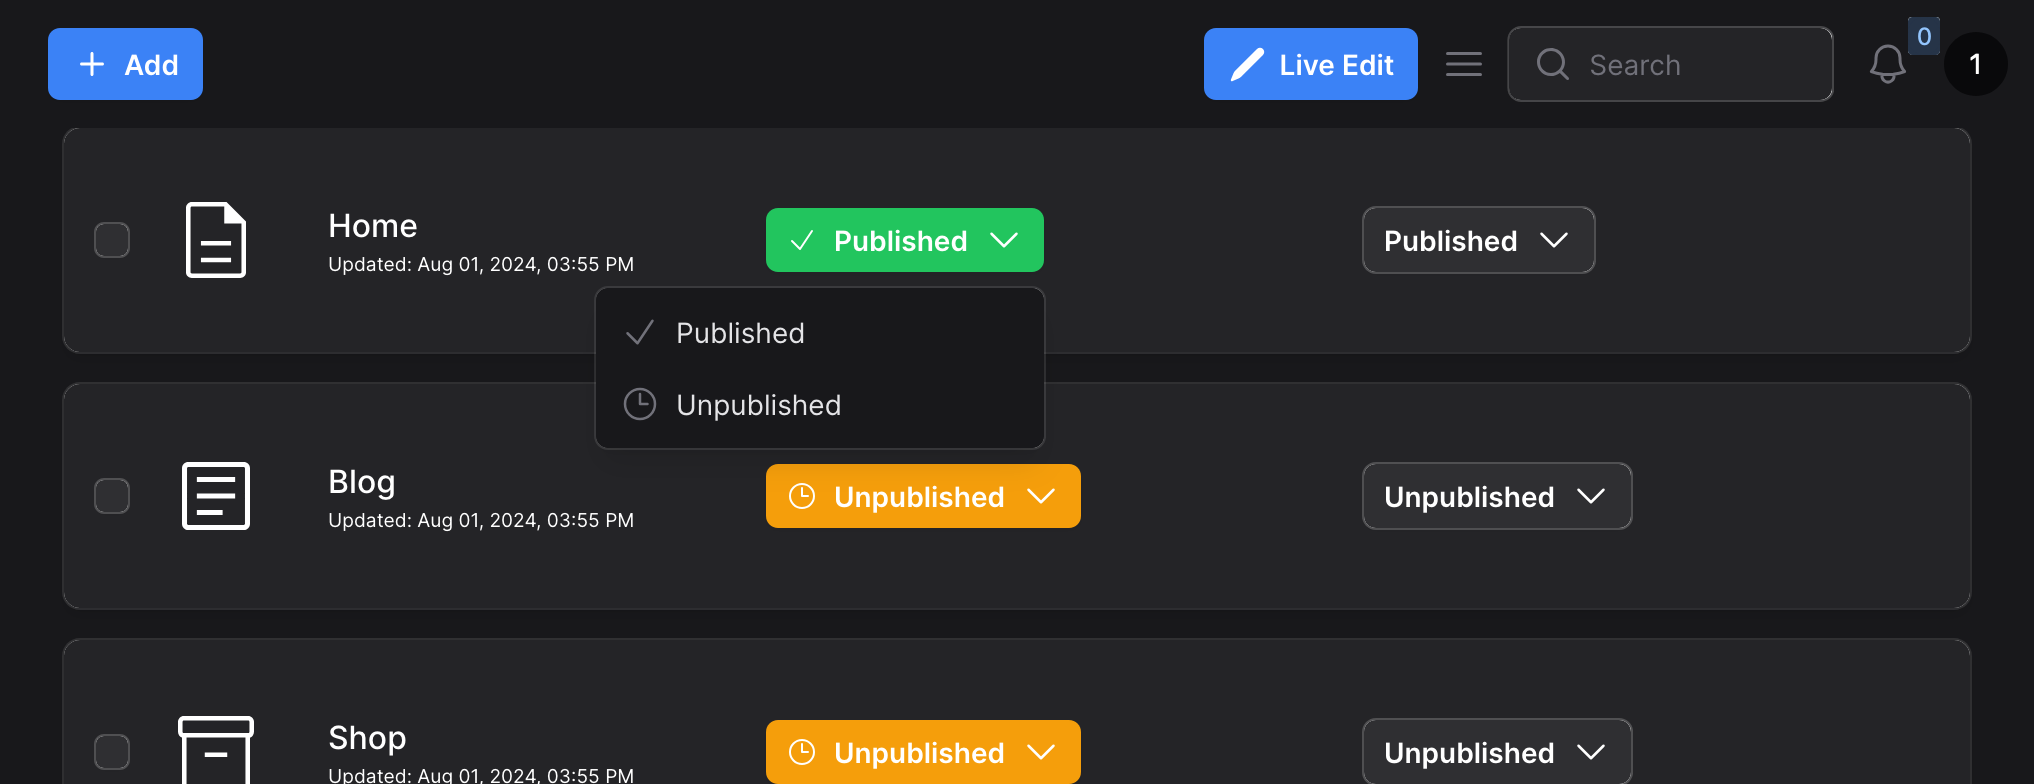 Add
Live Edit
Search
0
1
Home
Updated: Aug 01, 2024, 03:55 PM
Published
Published
Published
Unpublished
Blog
Updated: Aug 01, 2024, 03:55 PM
Unpublished
Unpublished
Shop
Updated: Aug 01, 2024, 03:55 PM
Unpublished
Unpublished